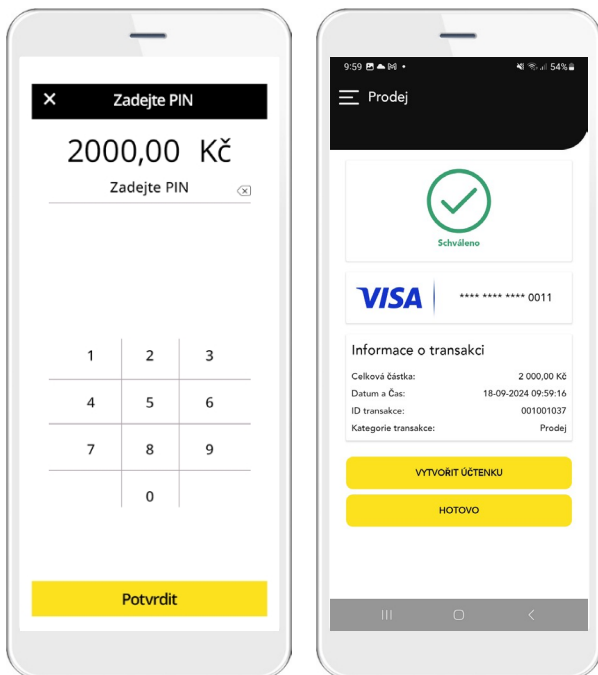 × Zadejte PIN
2000,00 Kč
Zadejte PIN
1 2 3
4 5 6
7 8 9
0
Potvrdit
9:59 54%
Prodej
Schváleno
VISA **** **** **** 0011
Informace o transakci
Celková částka: 2 000,00 Kč
Datum a Čas: 18-09-2024 09:59:16
ID transakce: 001001037
Kategorie transakce: Prodej
VYTVOŘIT ÚČTENKU
HOTOVO